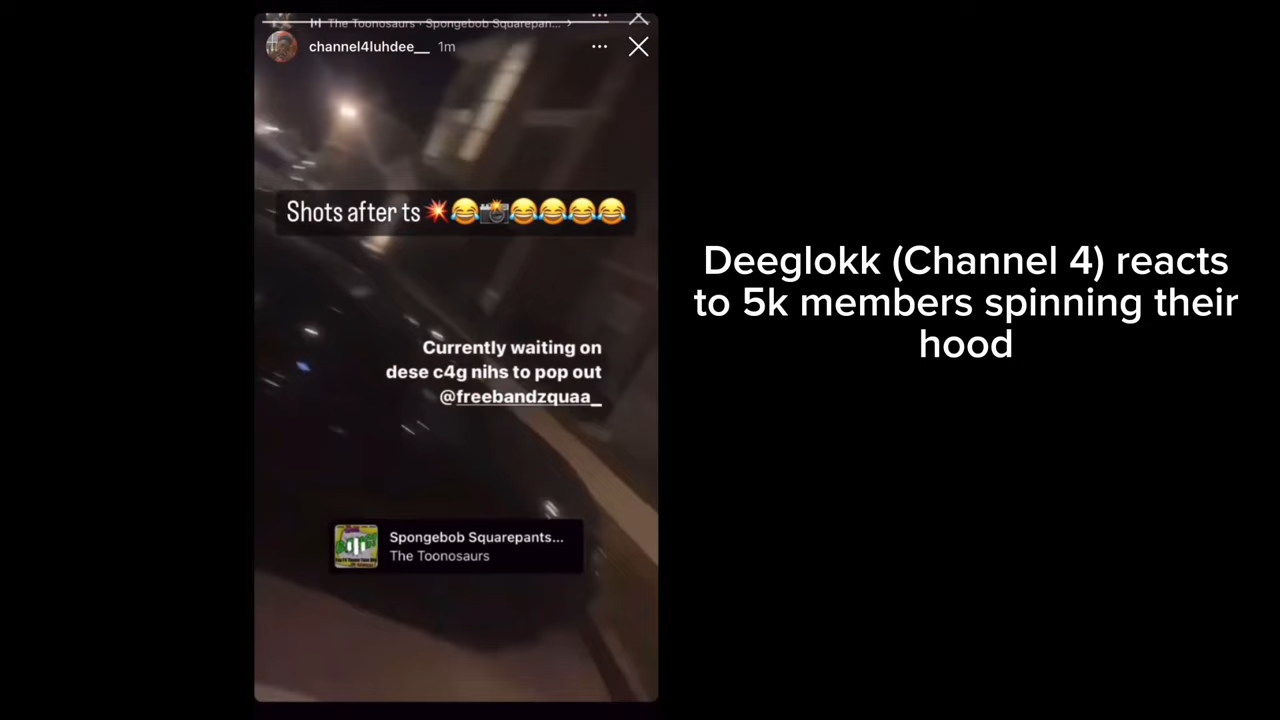 The Toonosaurs · Spongebob Squarepan... >
channel4luhdee__ 1m
Shots after ts 💥😂📸😂😂😂😂
Currently waiting on
dese c4g nihs to pop out
@freebandzquaa_
Spongebob Squarepants...
The Toonosaurs
Deeglokk (Channel 4) reacts
to 5k members spinning their
hood